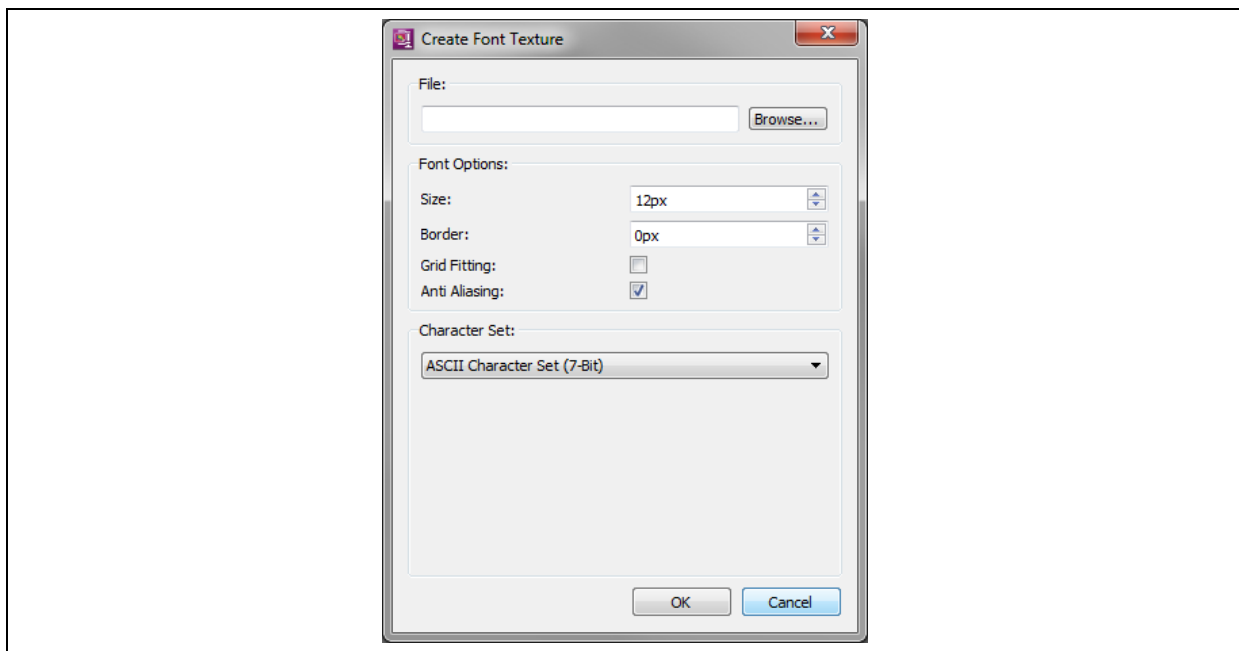 Create Font Texture
File:
Browse...
Font Options:
Size: 12px
Border: 0px
Grid Fitting:
Anti Aliasing:
Character Set:
ASCII Character Set (7-Bit)
OK Cancel